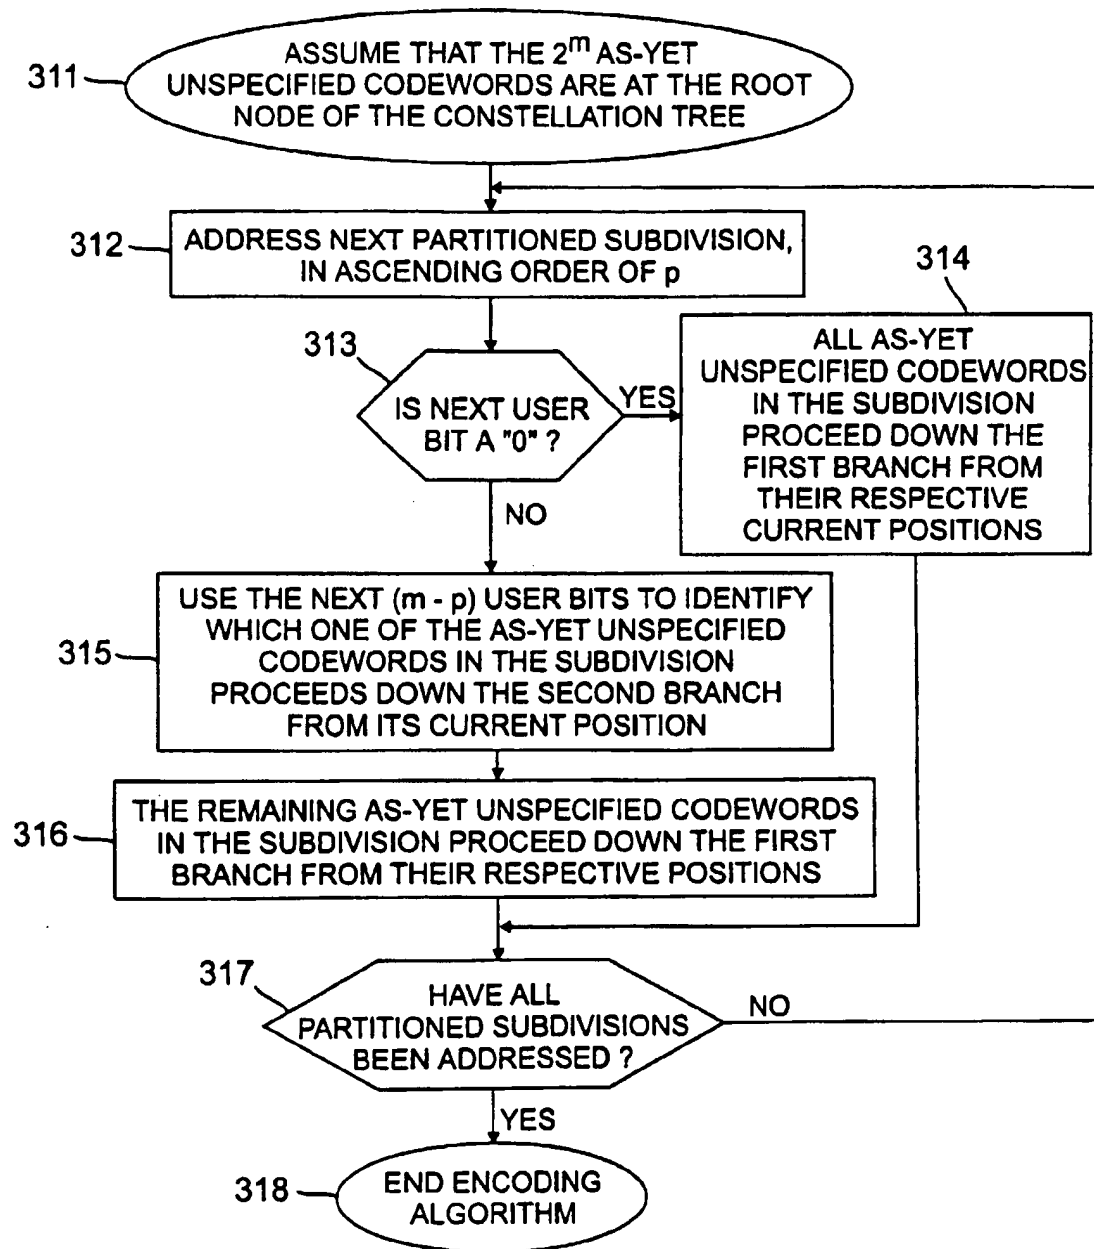 311
ASSUME THAT THE 2^m AS-YET
UNSPECIFIED CODEWORDS ARE AT THE ROOT
NODE OF THE CONSTELLATION TREE
312
ADDRESS NEXT PARTITIONED SUBDIVISION,
IN ASCENDING ORDER OF p
313
IS NEXT USER
BIT A "0" ?
YES
NO
314
ALL AS-YET
UNSPECIFIED CODEWORDS
IN THE SUBDIVISION
PROCEED DOWN THE
FIRST BRANCH FROM
THEIR RESPECTIVE
CURRENT POSITIONS
315
USE THE NEXT (m - p) USER BITS TO IDENTIFY
WHICH ONE OF THE AS-YET UNSPECIFIED
CODEWORDS IN THE SUBDIVISION
PROCEEDS DOWN THE SECOND BRANCH
FROM ITS CURRENT POSITION
316
THE REMAINING AS-YET UNSPECIFIED CODEWORDS
IN THE SUBDIVISION PROCEED DOWN THE FIRST
BRANCH FROM THEIR RESPECTIVE POSITIONS
317
HAVE ALL
PARTITIONED SUBDIVISIONS
BEEN ADDRESSED ?
NO
YES
318
END ENCODING
ALGORITHM